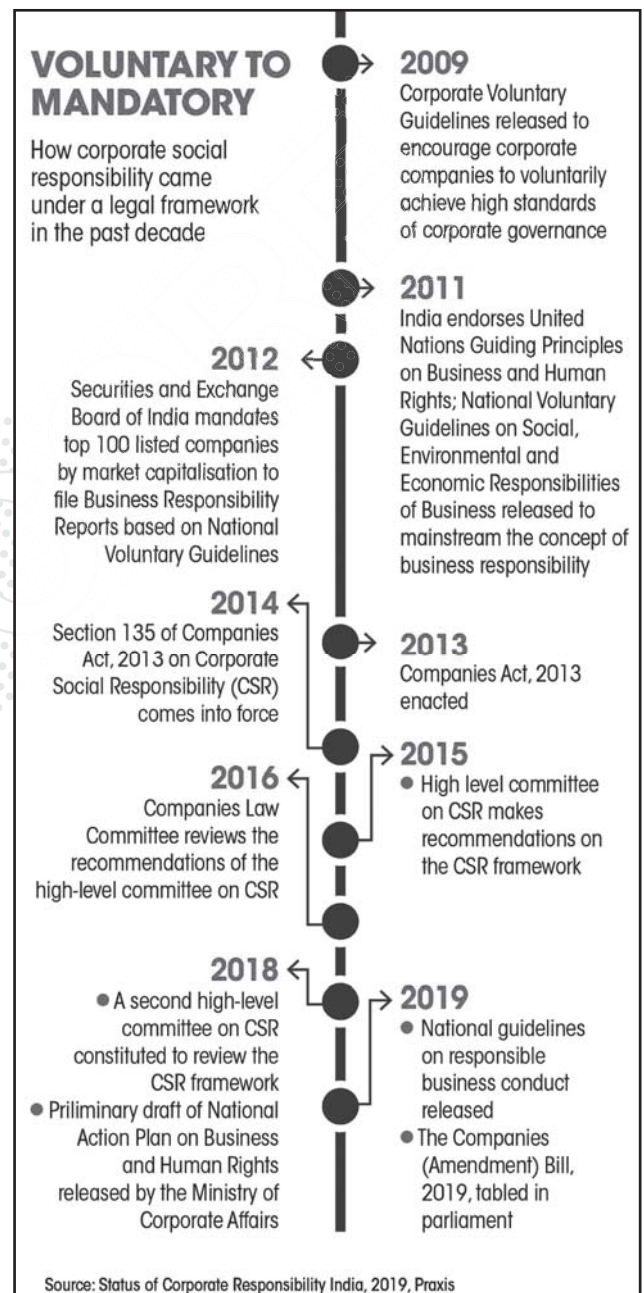 VOLUNTARY TO
MANDATORY
How corporate social
responsibility came
under a legal framework
in the past decade
2009
Corporate Voluntary
Guidelines released to
encourage corporate
companies to voluntarily
achieve high standards
of corporate governance
2011
India endorses United
Nations Guiding Principles
on Business and Human
Rights; National Voluntary
Guidelines on Social,
Environmental and
Economic Responsibilities
of Business released to
mainstream the concept of
business responsibility
2012
Securities and Exchange
Board of India mandates
top 100 listed companies
by market capitalisation to
file Business Responsibility
Reports based on National
Voluntary Guidelines
2013
Companies Act, 2013
enacted
2014
Section 135 of Companies
Act, 2013 on Corporate
Social Responsibility (CSR)
comes into force
2015
● High level committee
on CSR makes
recommendations on
the CSR framework
2016
Companies Law
Committee reviews the
recommendations of the
high-level committee on CSR
2018
● A second high-level
committee on CSR
constituted to review the
CSR framework
● Priliminary draft of National
Action Plan on Business
and Human Rights
released by the Ministry of
Corporate Affairs
2019
● National guidelines
on responsible
business conduct
released
● The Companies
(Amendment) Bill,
2019, tabled in
parliament
Source: Status of Corporate Responsibility India, 2019, Praxis